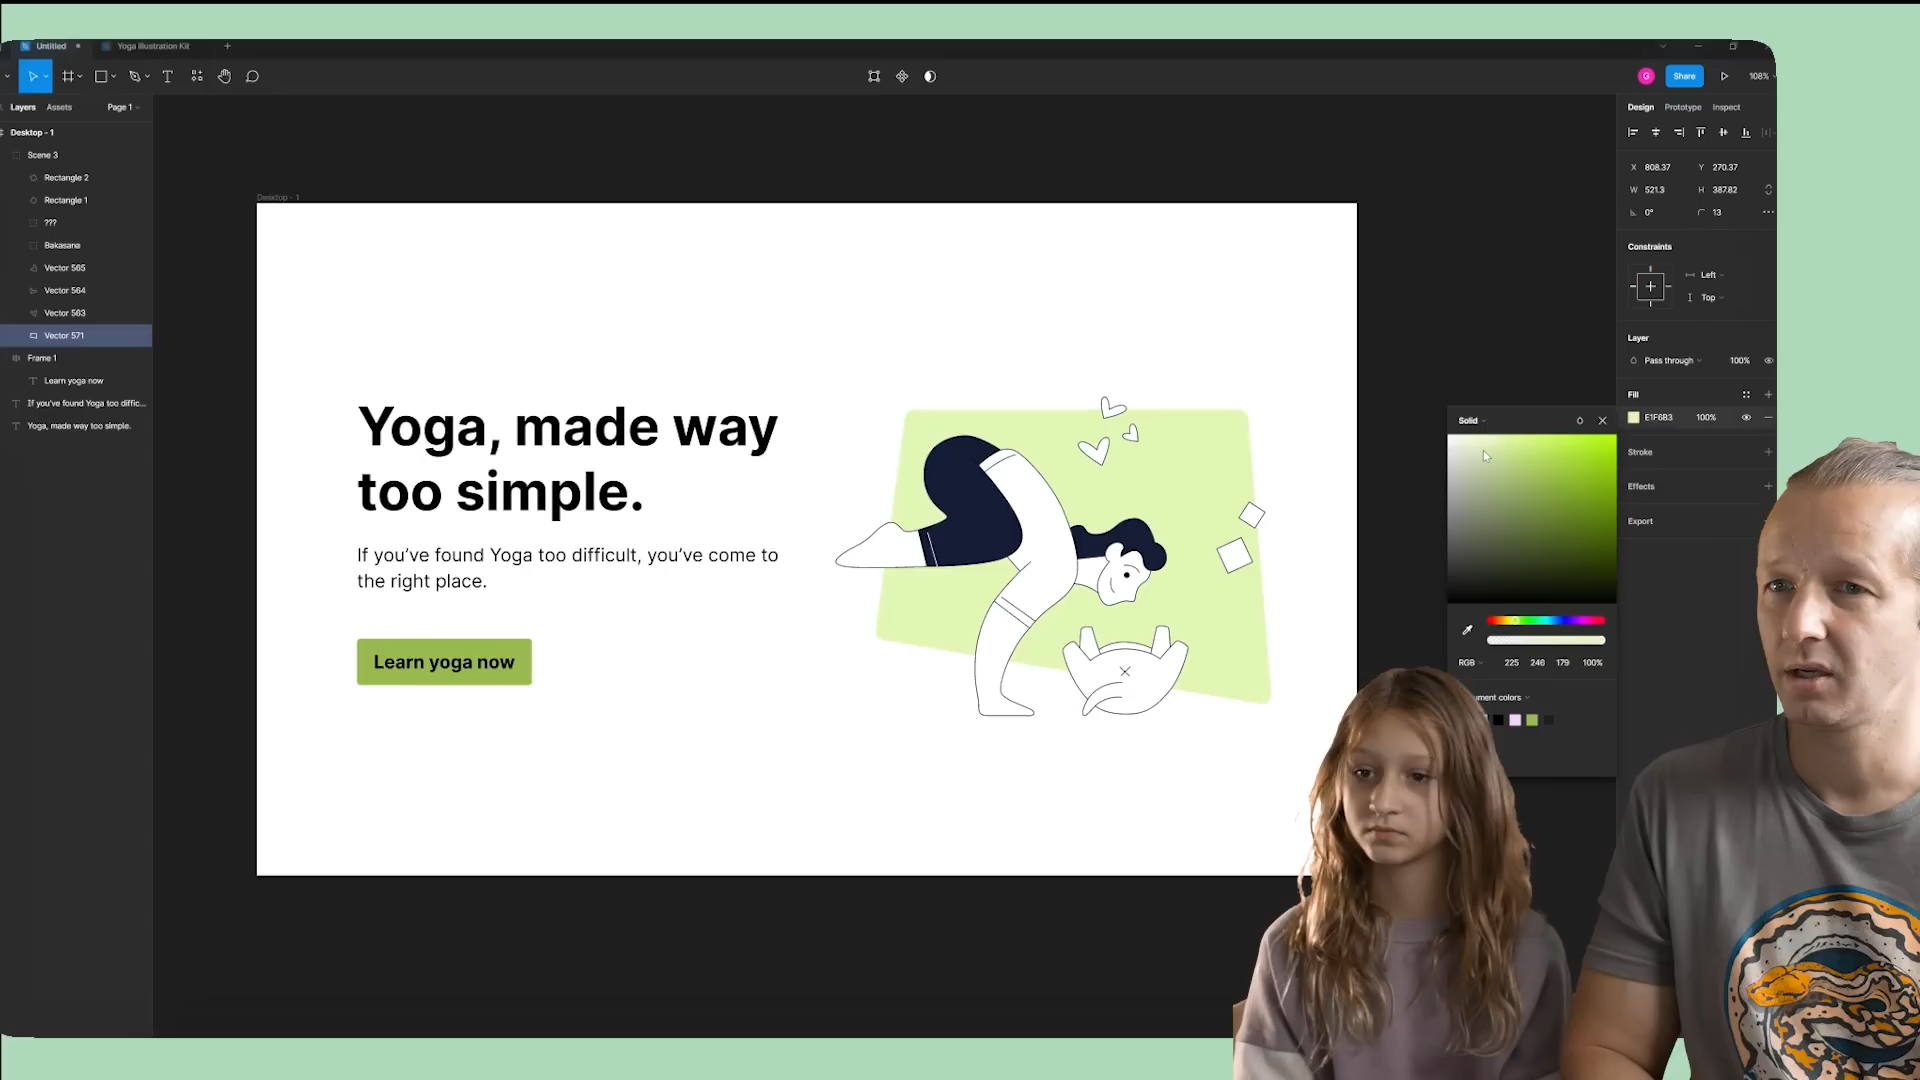 Untitled
Yoga Illustration Kit
Share
108%
Layers
Assets
Page 1
Design
Prototype
Inspect
Desktop - 1
Scene 3
Rectangle 2
Rectangle 1
???
Bakasana
Vector 565
Vector 564
Vector 563
Vector 571
Frame 1
Learn yoga now
If you've found Yoga too diffic...
Yoga, made way too simple.
Desktop - 1
Yoga, made way
too simple.
If you've found Yoga too difficult, you've come to
the right place.
Learn yoga now
X 808.37 Y 270.37
W 521.3 H 387.82
0° 13
Constraints
Left
Top
Layer
Pass through 100%
Fill
E1F6B3 100%
Stroke
Effects
Export
Solid
RGB 225 246 179 100%
ument colors